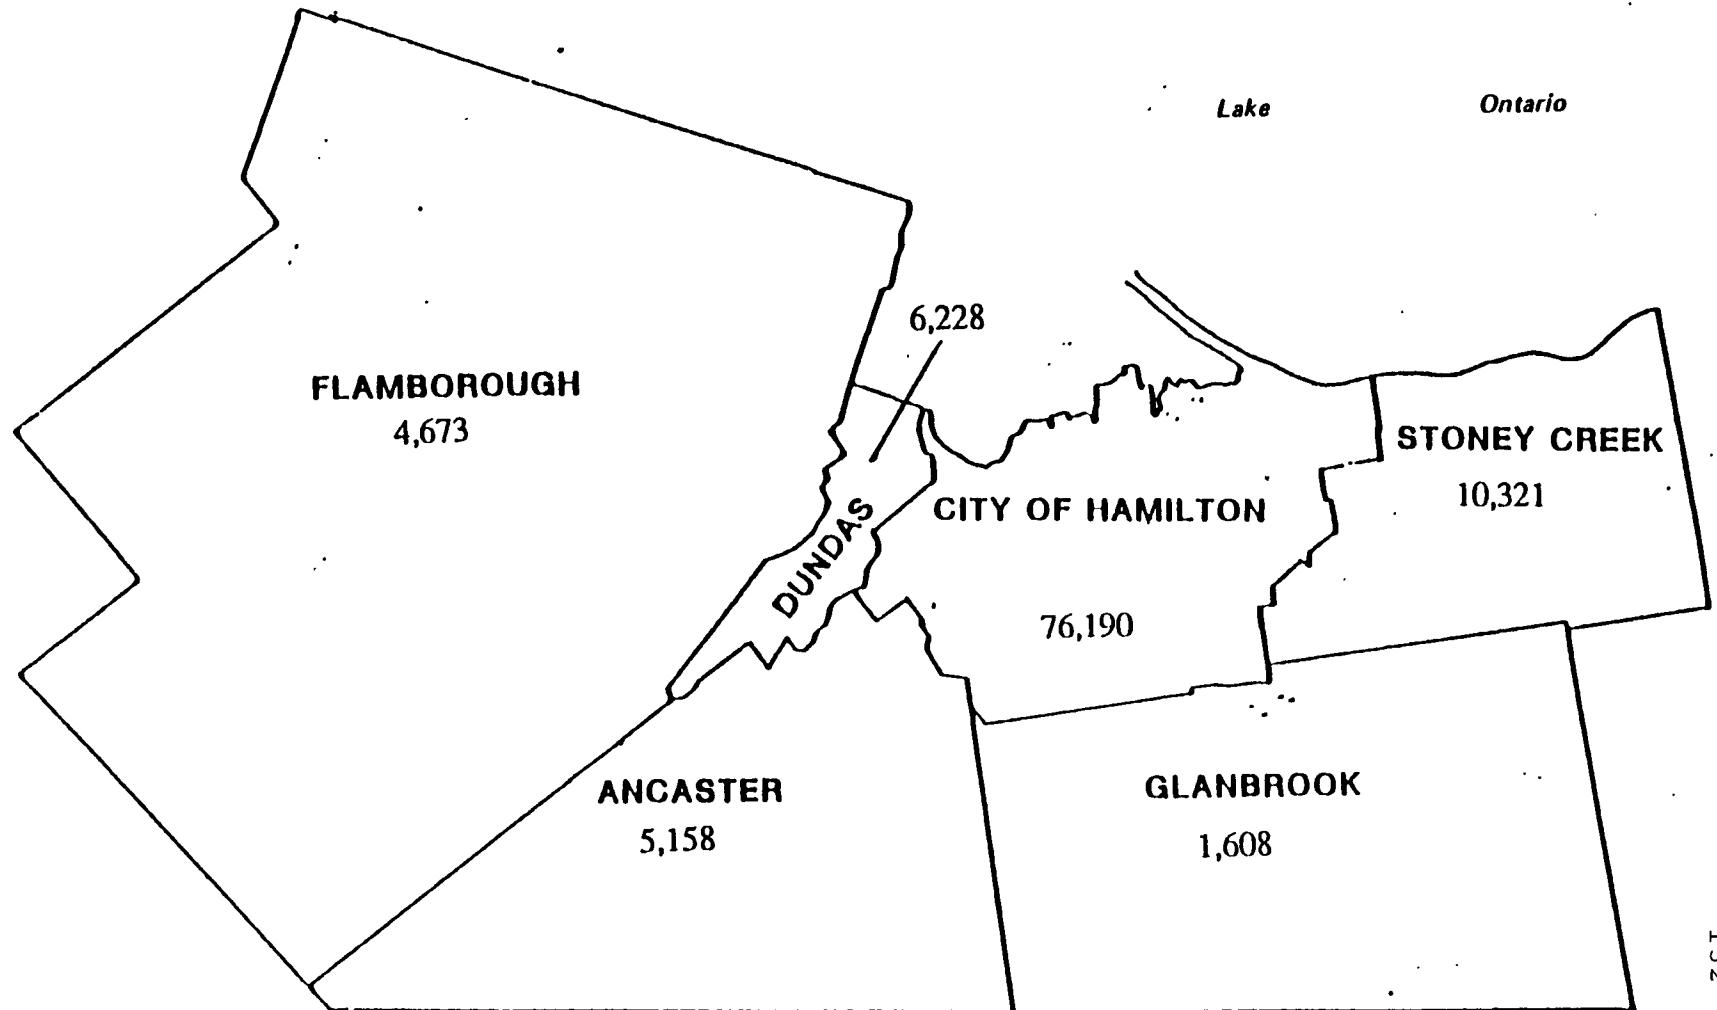 Lake Ontario
6,228
FLAMBOROUGH
4,673
STONEY CREEK
10,321
CITY OF HAMILTON
DUNDAS
76,190
ANCASTER
5,158
GLANBROOK
1,608